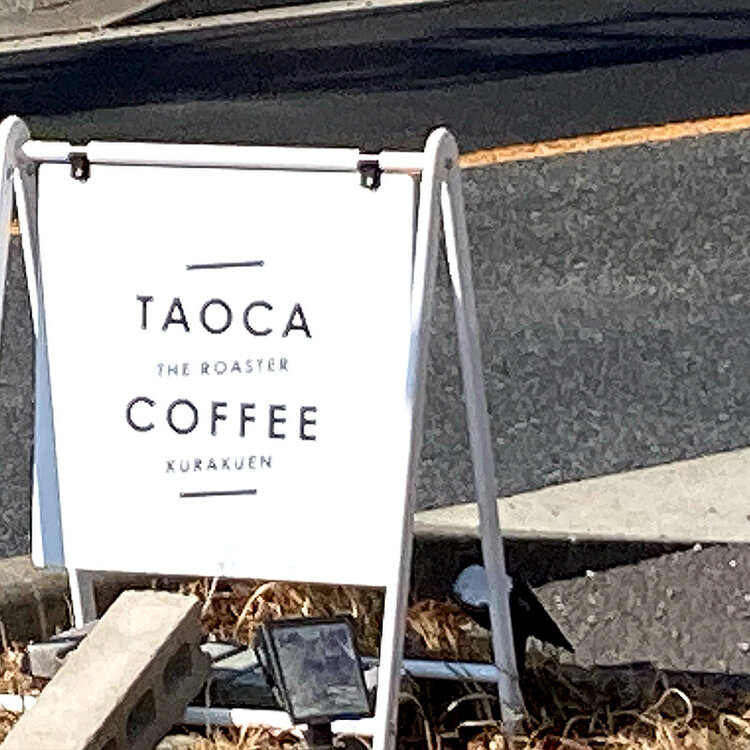 TAOCA
THE ROASTER
COFFEE
KURAKUEN